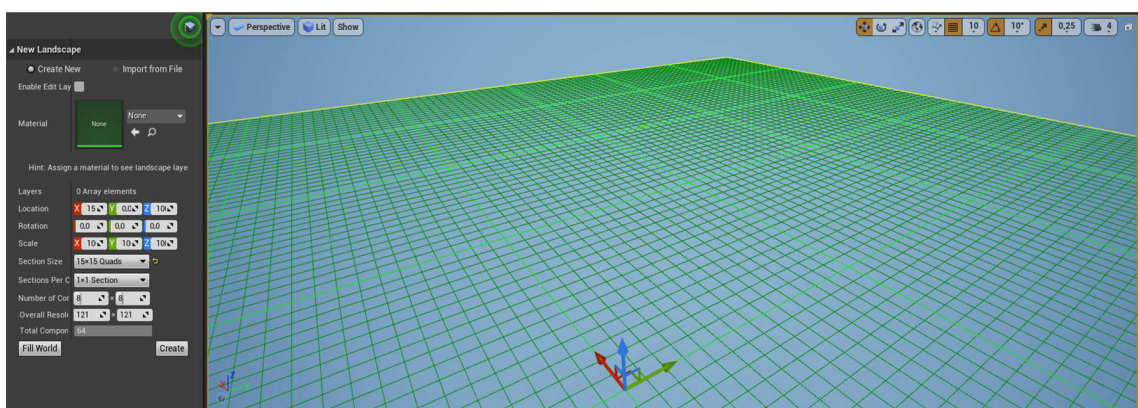 Perspective Lit Show 10 10° 0,25 4
New Landscape
Create New Import from File
Enable Edit Lay
Material None None
Hint: Assign a material to see landscape laye
Layers 0 Array elements
Location X 15 Y 0,0 Z 10
Rotation 0,0 0,0 0,0
Scale X 10 Y 10 Z 10
Section Size 15×15 Quads
Sections Per C 1×1 Section
Number of Cor 8 × 8
Overall Resol 121 × 121
Total Compon 64
Fill World Create
Z